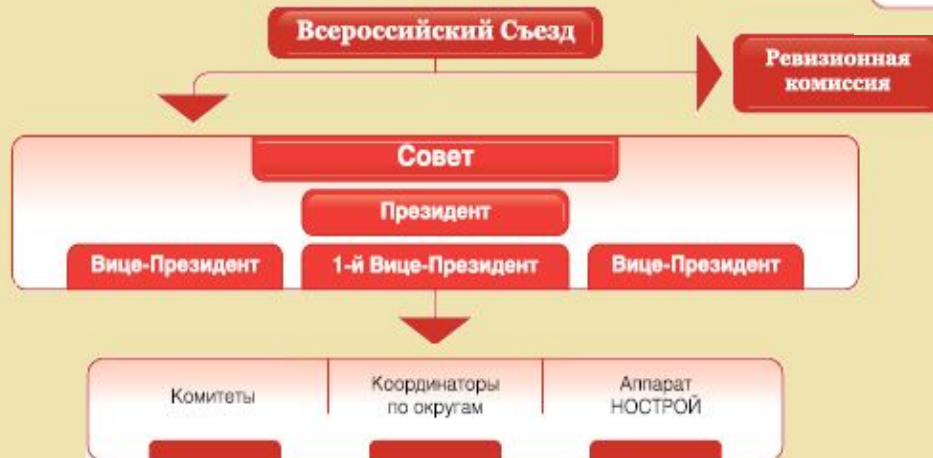 Всероссийский Съезд
Ревизионная
комиссия
Совет
Президент
Вице-Президент
1-й Вице-Президент
Вице-Президент
Комитеты
Координаторы
по округам
Аппарат
НОСТРОЙ